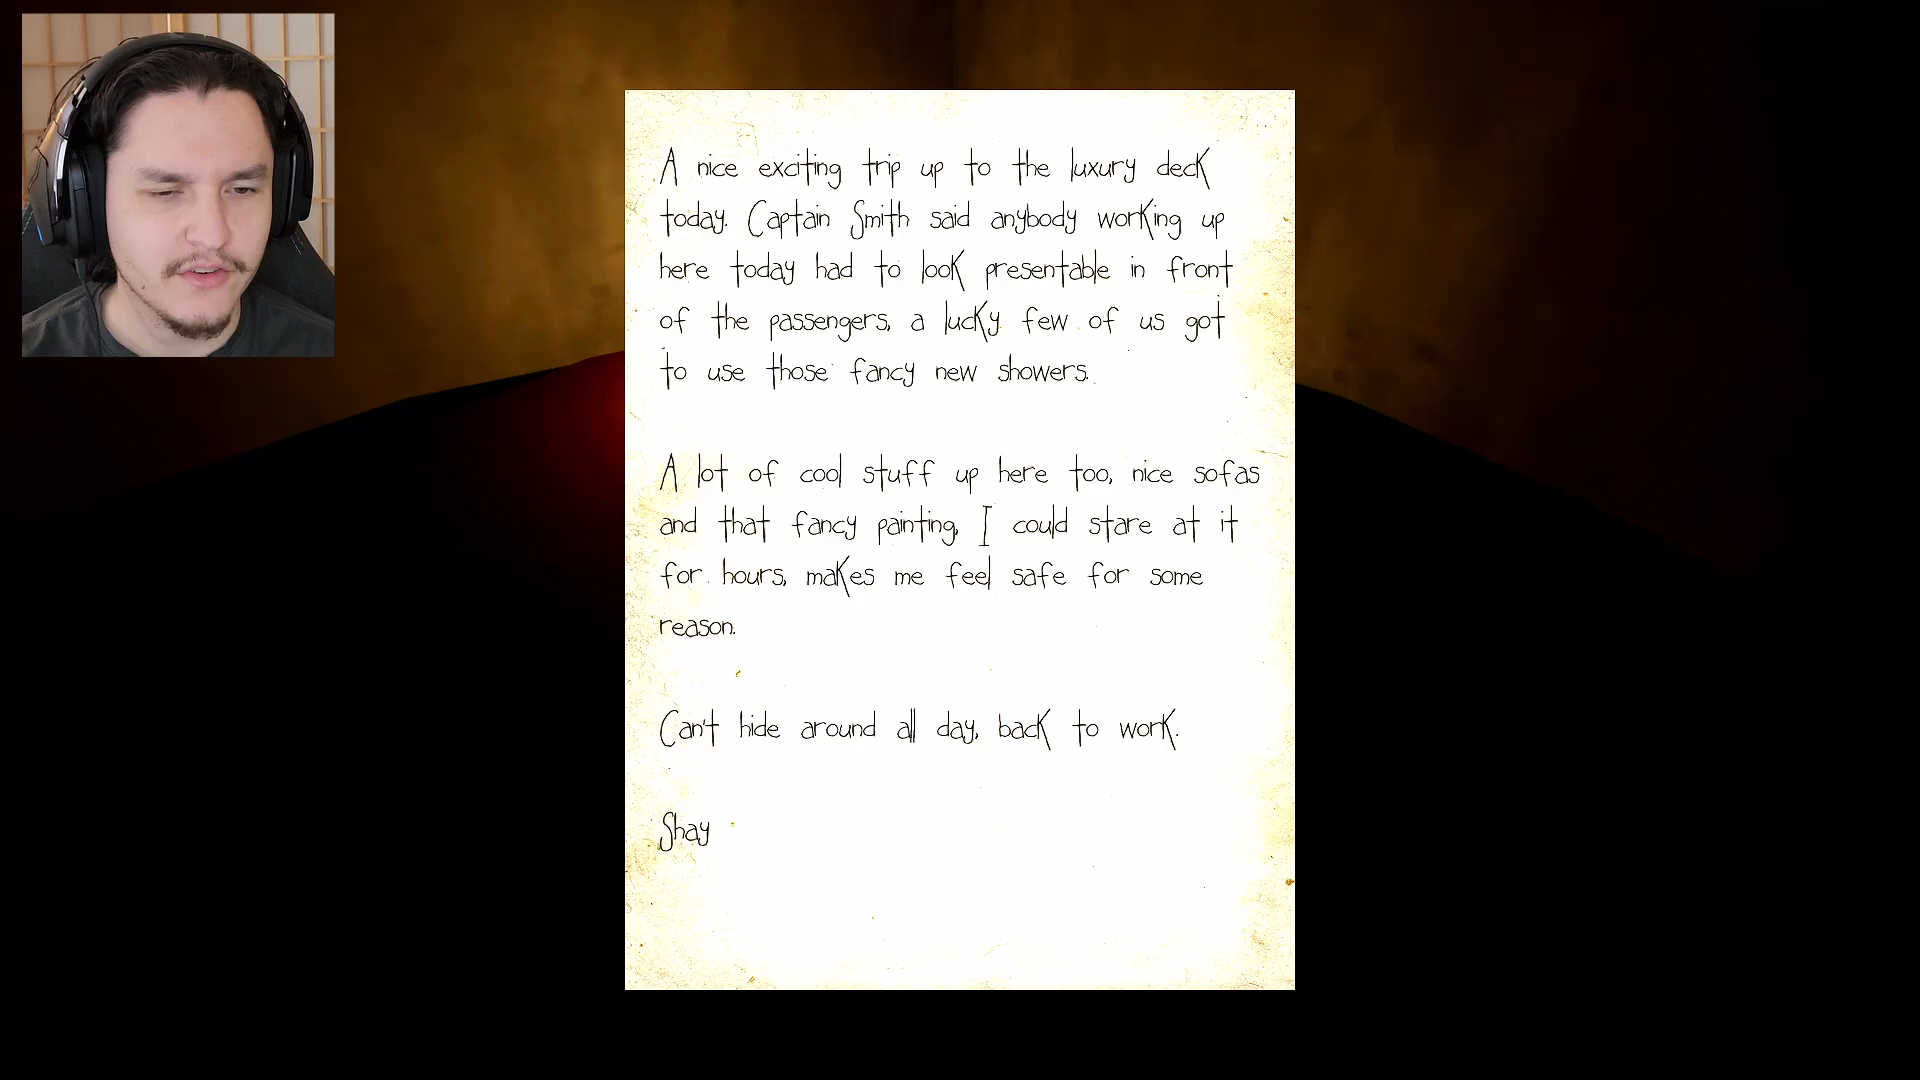 A nice exciting trip up to the luxury deck
today. Captain Smith said anybody working up
here today had to look presentable in front
of the passengers, a lucky few of us got
to use those fancy new showers.
A lot of cool stuff up here too, nice sofas
and that fancy painting, I could stare at it
for hours, makes me feel safe for some
reason.
Can't hide around all day, back to work.
Shay